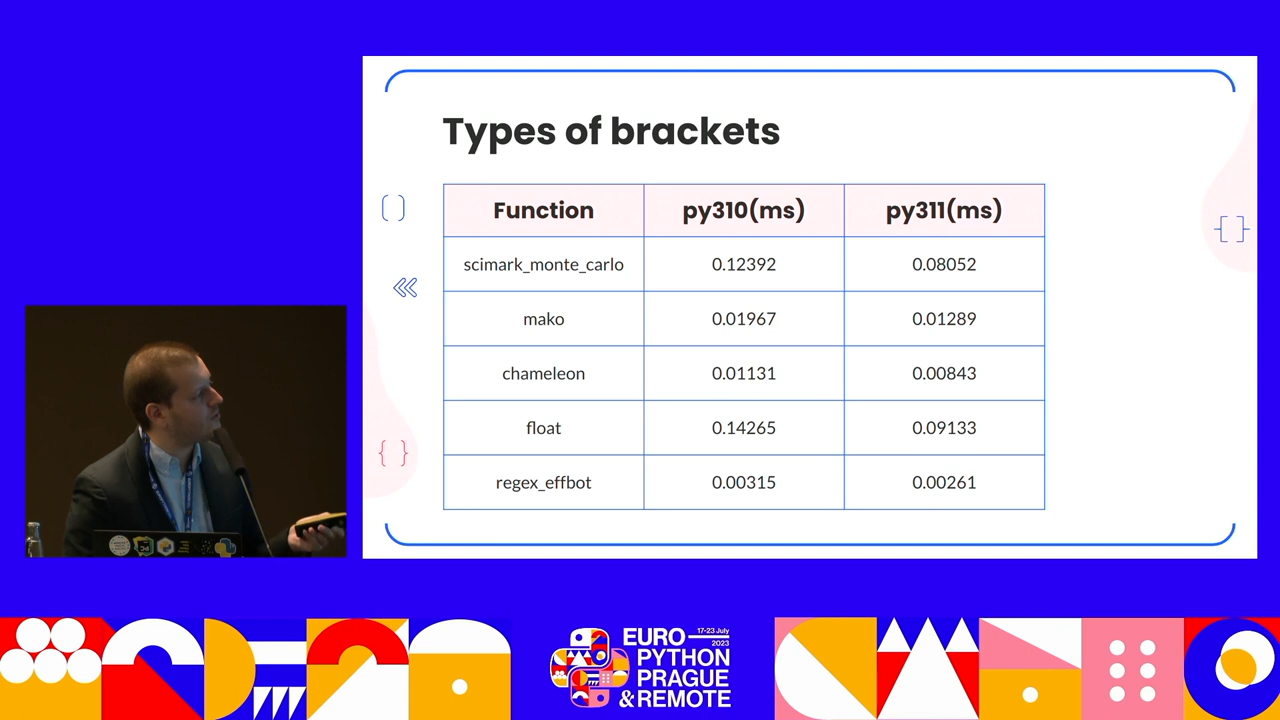 Types of brackets
Function py310(ms) py311(ms)
scimark_monte_carlo 0.12392 0.08052
mako 0.01967 0.01289
chameleon 0.01131 0.00843
float 0.14265 0.09133
regex_effbot 0.00315 0.00261
17-23 July
2023
EURO
PYTHON
PRAGUE
& REMOTE